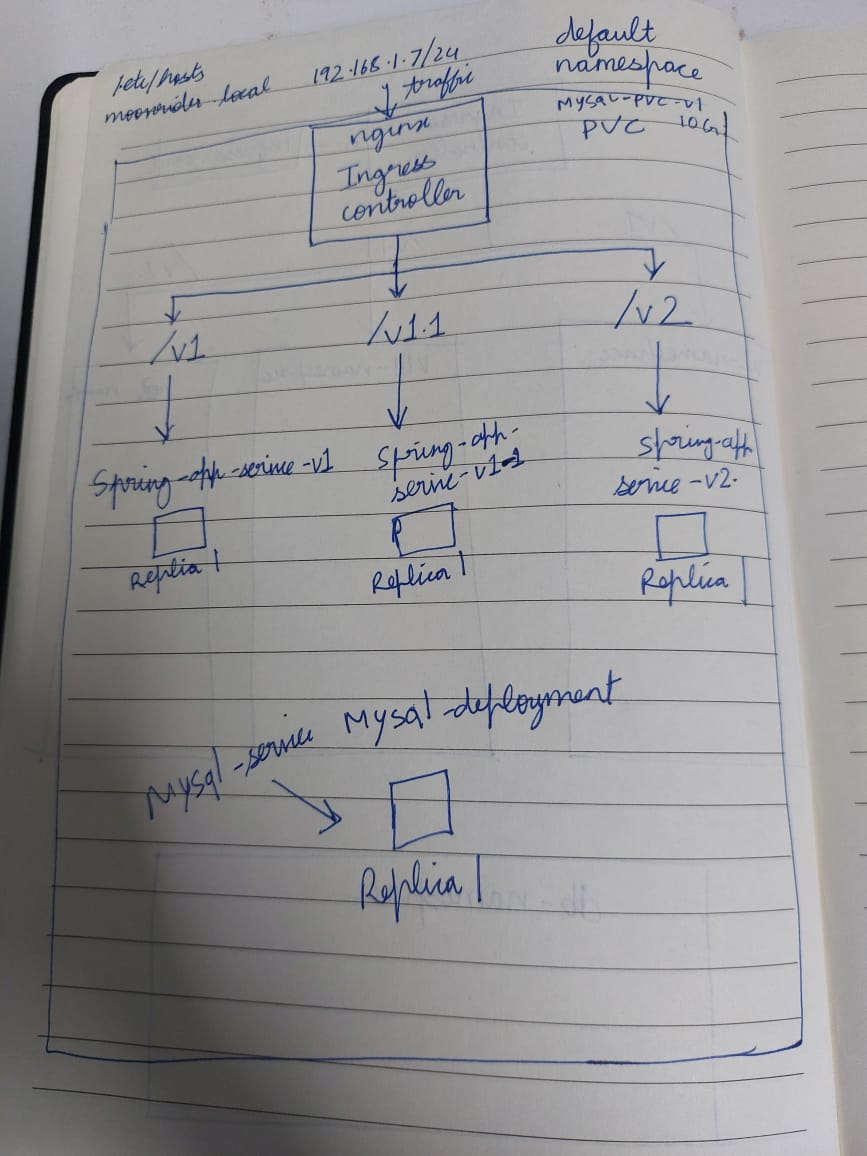 /etc/hosts
moonrider.local
192.168.1.7/24
traffic
default
namespace
Mysql-PVC-v1
PVC 10Gi
nginx
Ingress
controller
/v1
/v1.1
/v2
Spring-app-service-v1
Spring-app-
service-v1-1
Spring-app
service-v2.
Replica 1
Replica 1
Replica 1
Mysql-service
Mysql-deployment
Replica 1